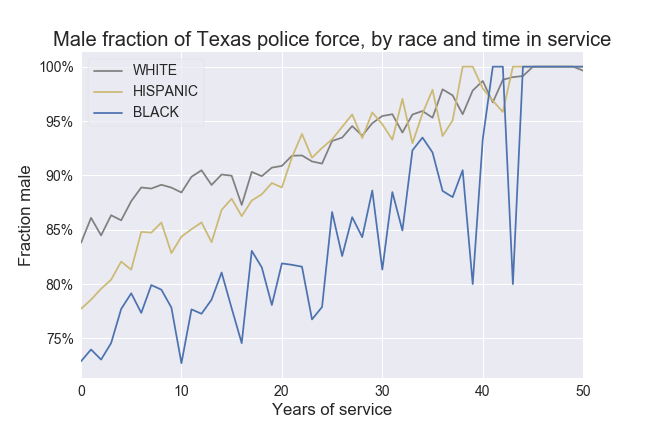 Male fraction of Texas police force, by race and time in service
100%
95%
90%
85%
80%
75%
Fraction male
WHITE
HISPANIC
BLACK
0
10
20
30
40
50
Years of service